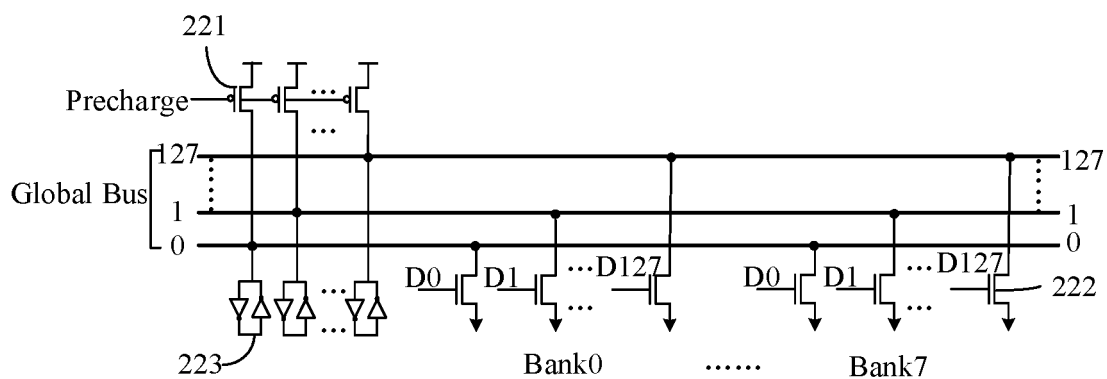 221
Precharge
......
......
127 127
Global Bus
1 1
0 0
D0 D1 ...D127 D0 D1 ...D127
... ...
222
... ...
223
Bank0 ...... Bank7